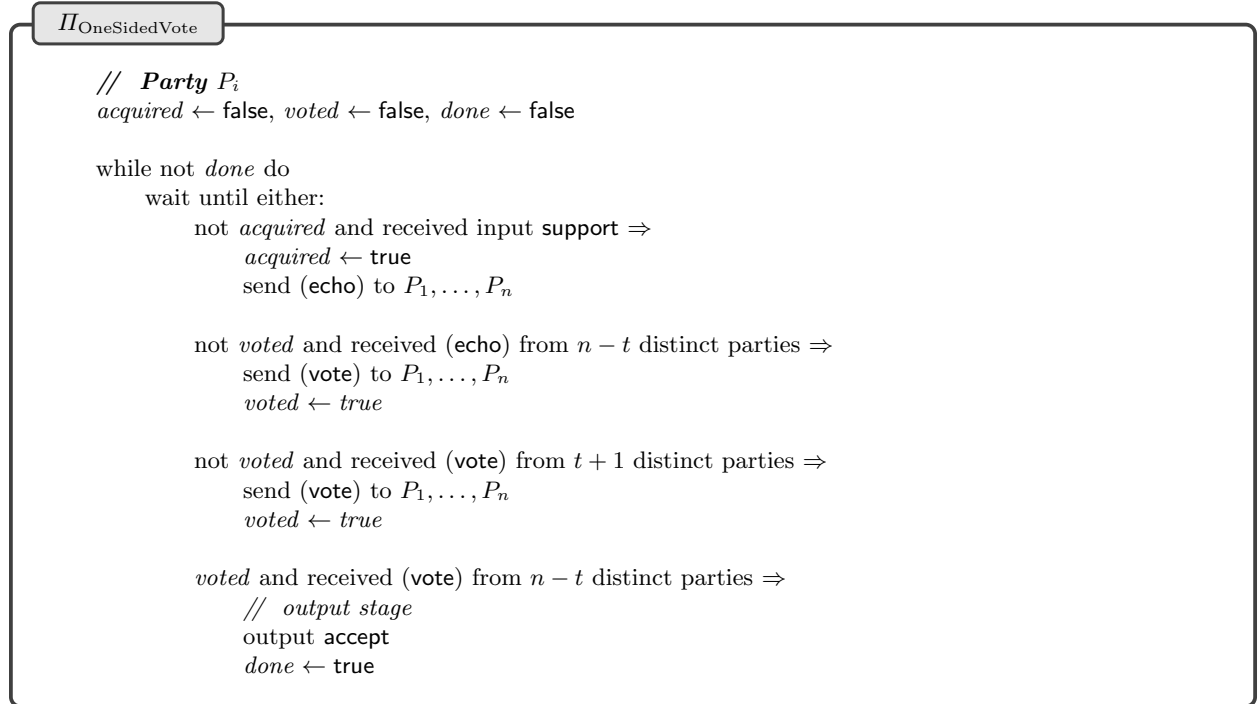 Π_OneSidedVote
// Party P_i
acquired ← false, voted ← false, done ← false
while not done do
wait until either:
not acquired and received input support ⇒
acquired ← true
send (echo) to P_1, . . . , P_n
not voted and received (echo) from n − t distinct parties ⇒
send (vote) to P_1, . . . , P_n
voted ← true
not voted and received (vote) from t + 1 distinct parties ⇒
send (vote) to P_1, . . . , P_n
voted ← true
voted and received (vote) from n − t distinct parties ⇒
// output stage
output accept
done ← true